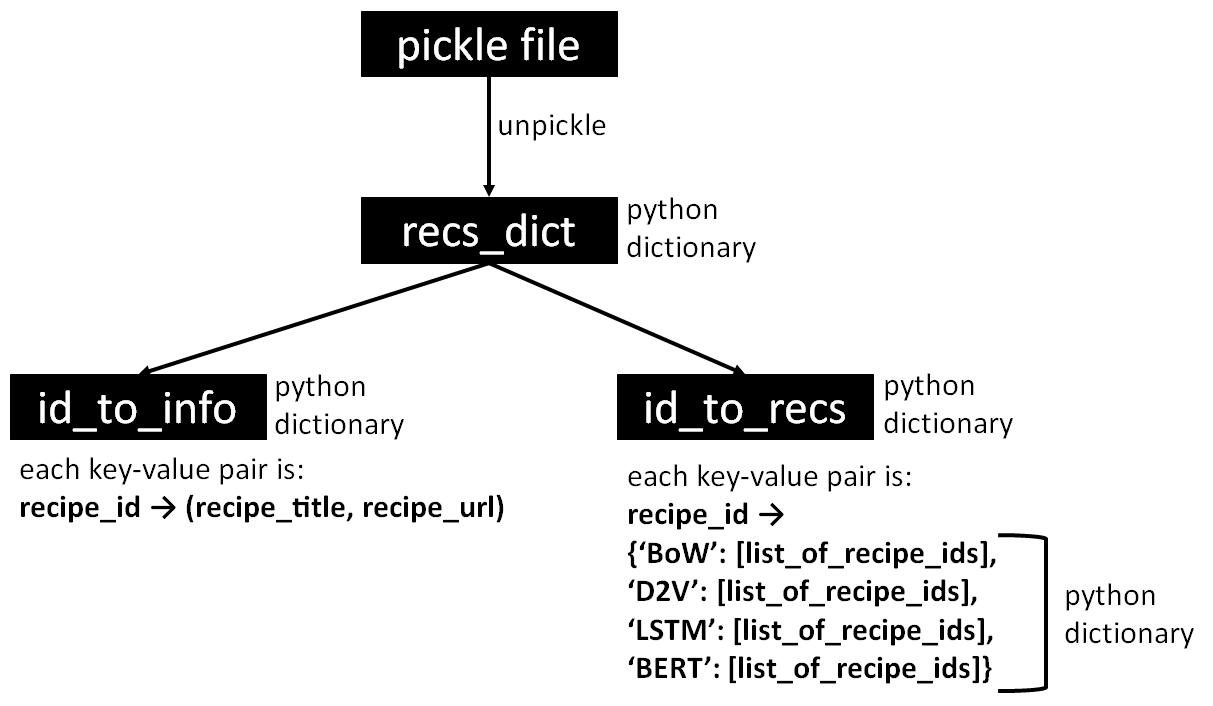 pickle file
unpickle
recs_dict
python
dictionary
id_to_info
python
dictionary
each key-value pair is:
recipe_id → (recipe_title, recipe_url)
id_to_recs
python
dictionary
each key-value pair is:
recipe_id →
{‘BoW’: [list_of_recipe_ids],
‘D2V’: [list_of_recipe_ids],
‘LSTM’: [list_of_recipe_ids],
‘BERT’: [list_of_recipe_ids]}
python
dictionary